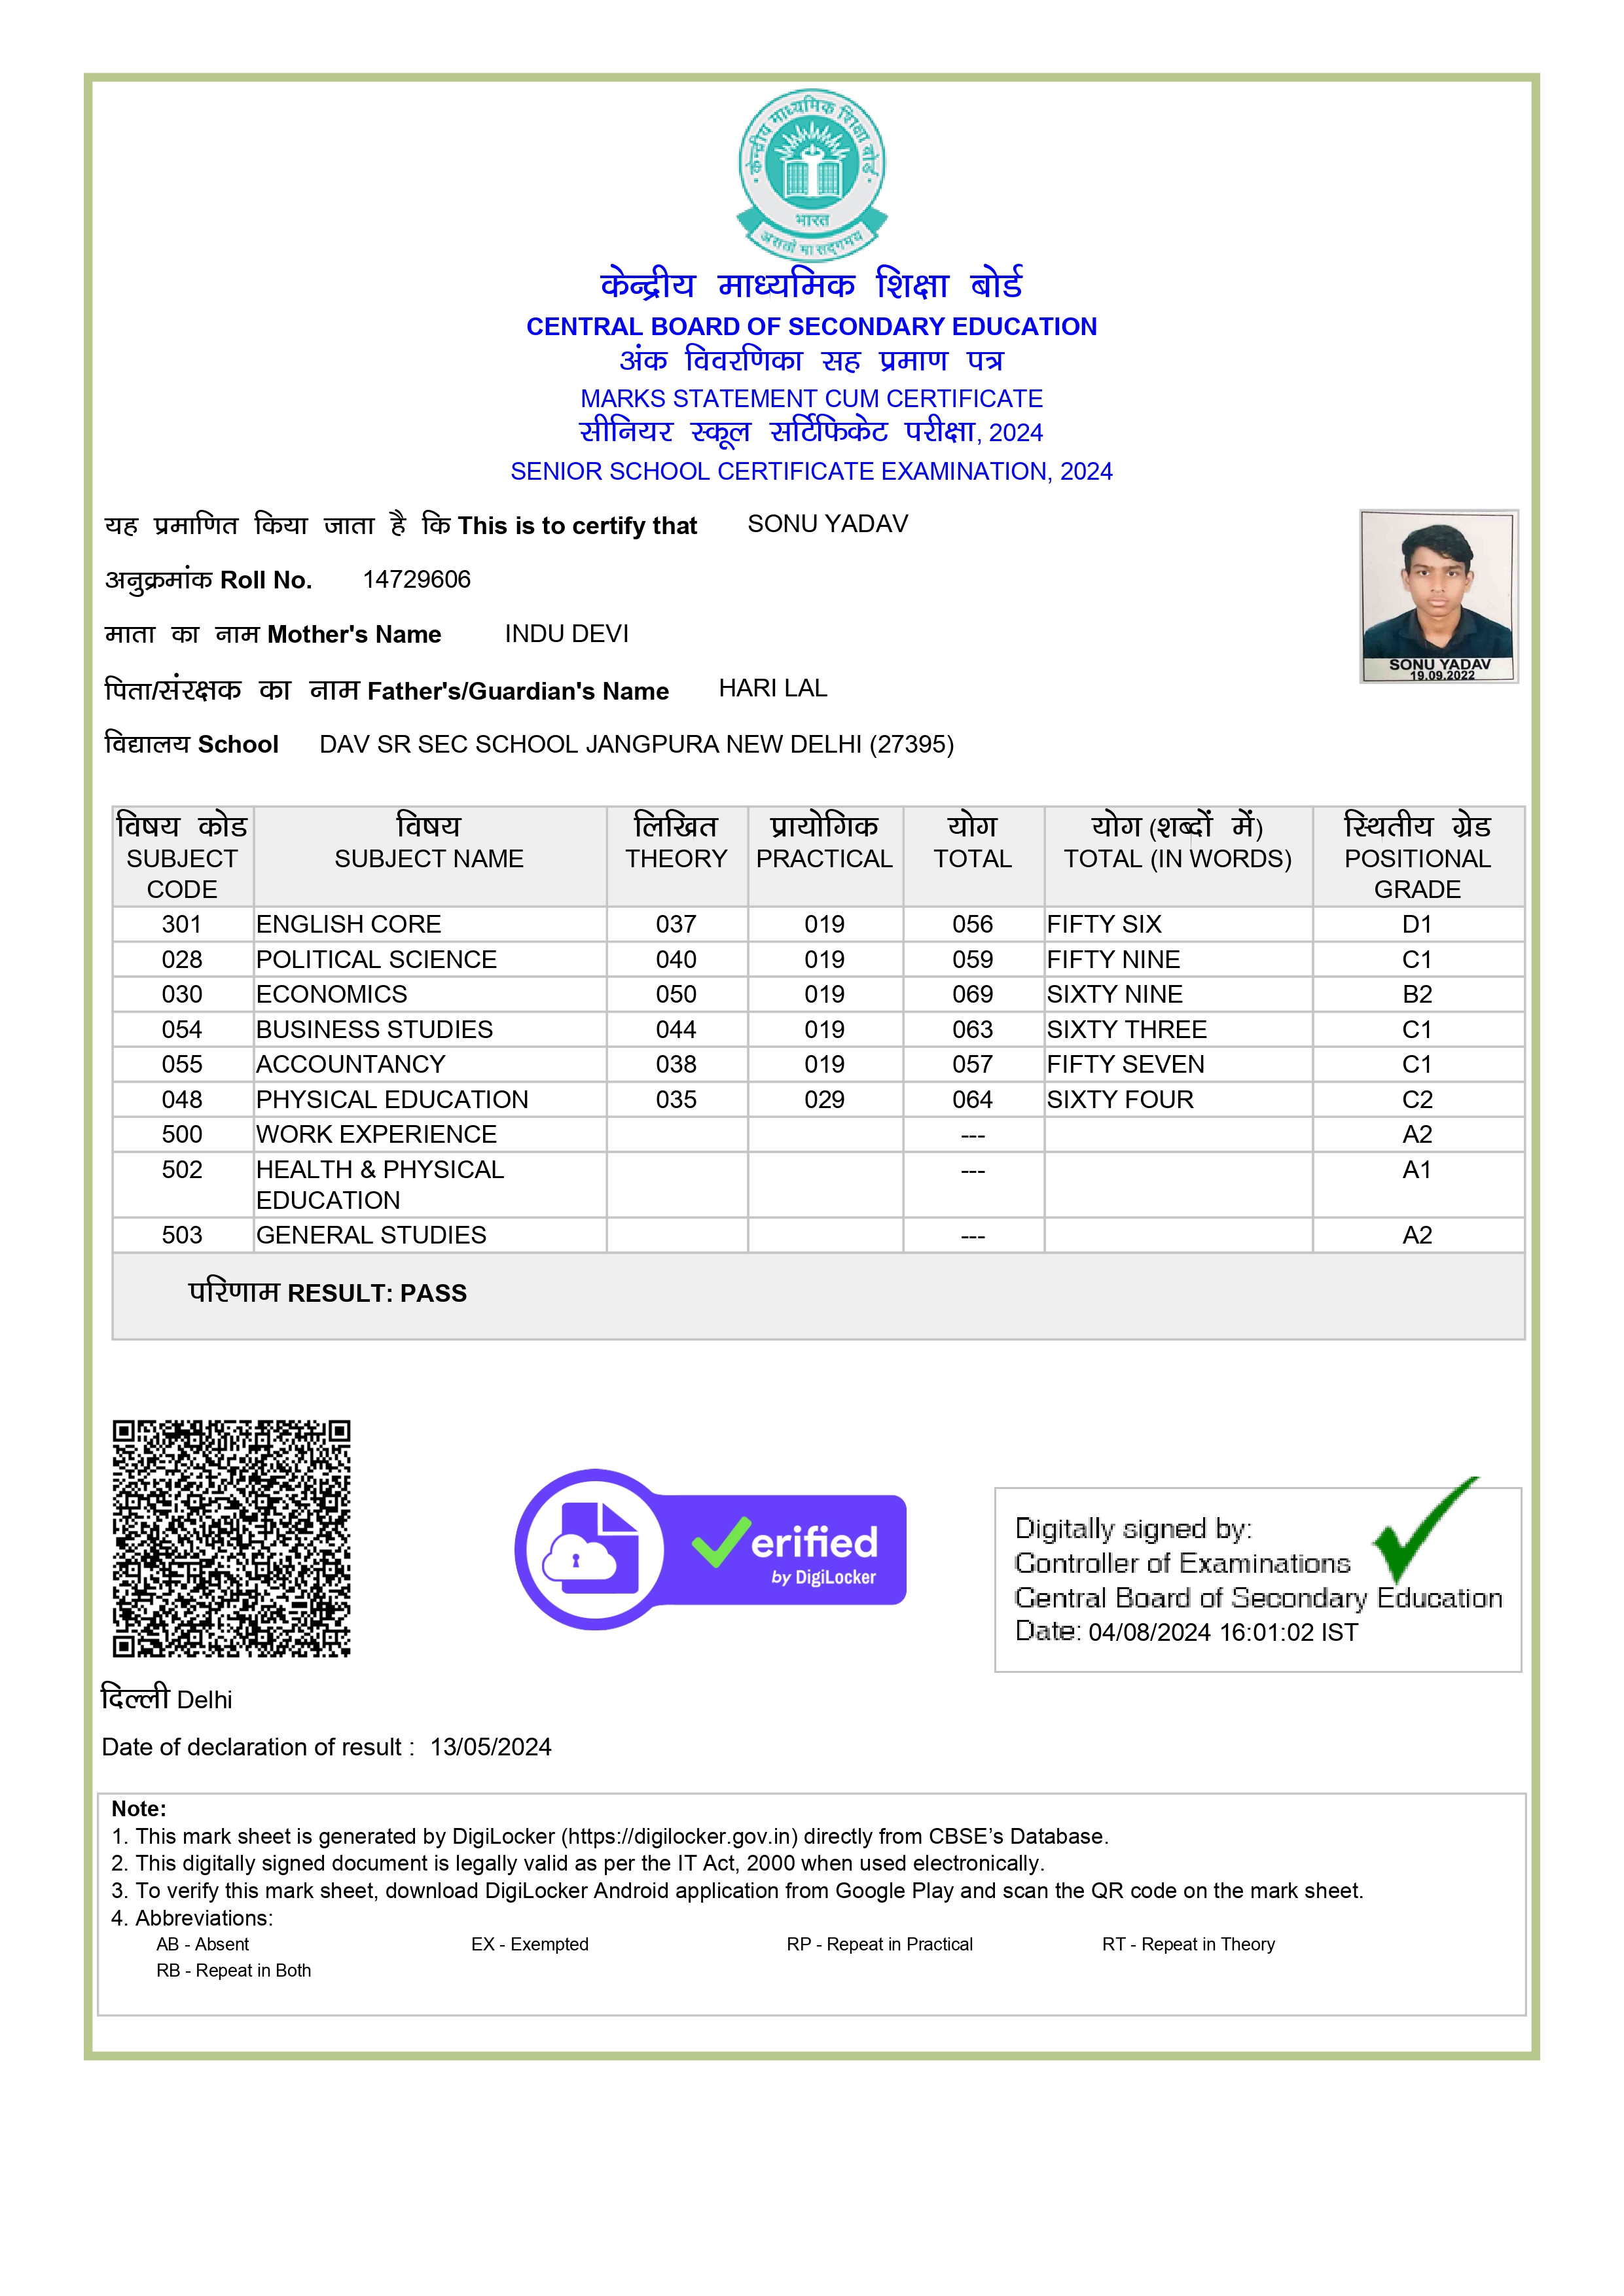 केन्द्रीय माध्यमिक शिक्षा बोर्ड
भारत
असतो मा सद्गमय
केन्द्रीय माध्यमिक शिक्षा बोर्ड
CENTRAL BOARD OF SECONDARY EDUCATION
अंक विवरणिका सह प्रमाण पत्र
MARKS STATEMENT CUM CERTIFICATE
सीनियर स्कूल सर्टिफिकेट परीक्षा, 2024
SENIOR SCHOOL CERTIFICATE EXAMINATION, 2024
यह प्रमाणित किया जाता है कि This is to certify that SONU YADAV
अनुक्रमांक Roll No. 14729606
माता का नाम Mother's Name INDU DEVI
पिता/संरक्षक का नाम Father's/Guardian's Name HARI LAL
विद्यालय School DAV SR SEC SCHOOL JANGPURA NEW DELHI (27395)
SONU YADAV
19.09.2022
विषय कोड विषय लिखित प्रायोगिक योग योग (शब्दों में) स्थितीय ग्रेड
SUBJECT SUBJECT NAME THEORY PRACTICAL TOTAL TOTAL (IN WORDS) POSITIONAL
CODE GRADE
301 ENGLISH CORE 037 019 056 FIFTY SIX D1
028 POLITICAL SCIENCE 040 019 059 FIFTY NINE C1
030 ECONOMICS 050 019 069 SIXTY NINE B2
054 BUSINESS STUDIES 044 019 063 SIXTY THREE C1
055 ACCOUNTANCY 038 019 057 FIFTY SEVEN C1
048 PHYSICAL EDUCATION 035 029 064 SIXTY FOUR C2
500 WORK EXPERIENCE --- A2
502 HEALTH & PHYSICAL --- A1
EDUCATION
503 GENERAL STUDIES --- A2
परिणाम RESULT: PASS
Verified
by DigiLocker
Digitally signed by:
Controller of Examinations
Central Board of Secondary Education
Date: 04/08/2024 16:01:02 IST
दिल्ली Delhi
Date of declaration of result : 13/05/2024
Note:
1. This mark sheet is generated by DigiLocker (https://digilocker.gov.in) directly from CBSE’s Database.
2. This digitally signed document is legally valid as per the IT Act, 2000 when used electronically.
3. To verify this mark sheet, download DigiLocker Android application from Google Play and scan the QR code on the mark sheet.
4. Abbreviations:
AB - Absent EX - Exempted RP - Repeat in Practical RT - Repeat in Theory
RB - Repeat in Both